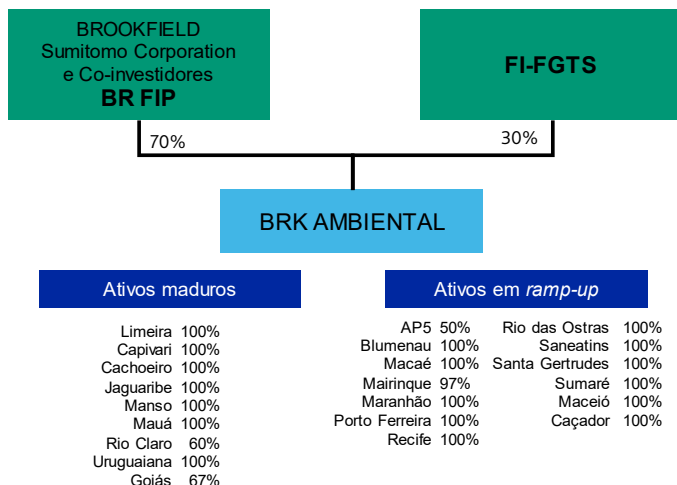 BROOKFIELD
Sumitomo Corporation
e Co-investidores
BR FIP
FI-FGTS
70%
30%
BRK AMBIENTAL
Ativos maduros
Limeira 100%
Capivari 100%
Cachoeiro 100%
Jaguaribe 100%
Manso 100%
Mauá 100%
Rio Claro 60%
Uruguaiana 100%
Goiás 67%
Ativos em ramp-up
AP5 50%
Blumenau 100%
Macaé 100%
Mairinque 97%
Maranhão 100%
Porto Ferreira 100%
Recife 100%
Rio das Ostras 100%
Saneatins 100%
Santa Gertrudes 100%
Sumaré 100%
Maceió 100%
Caçador 100%